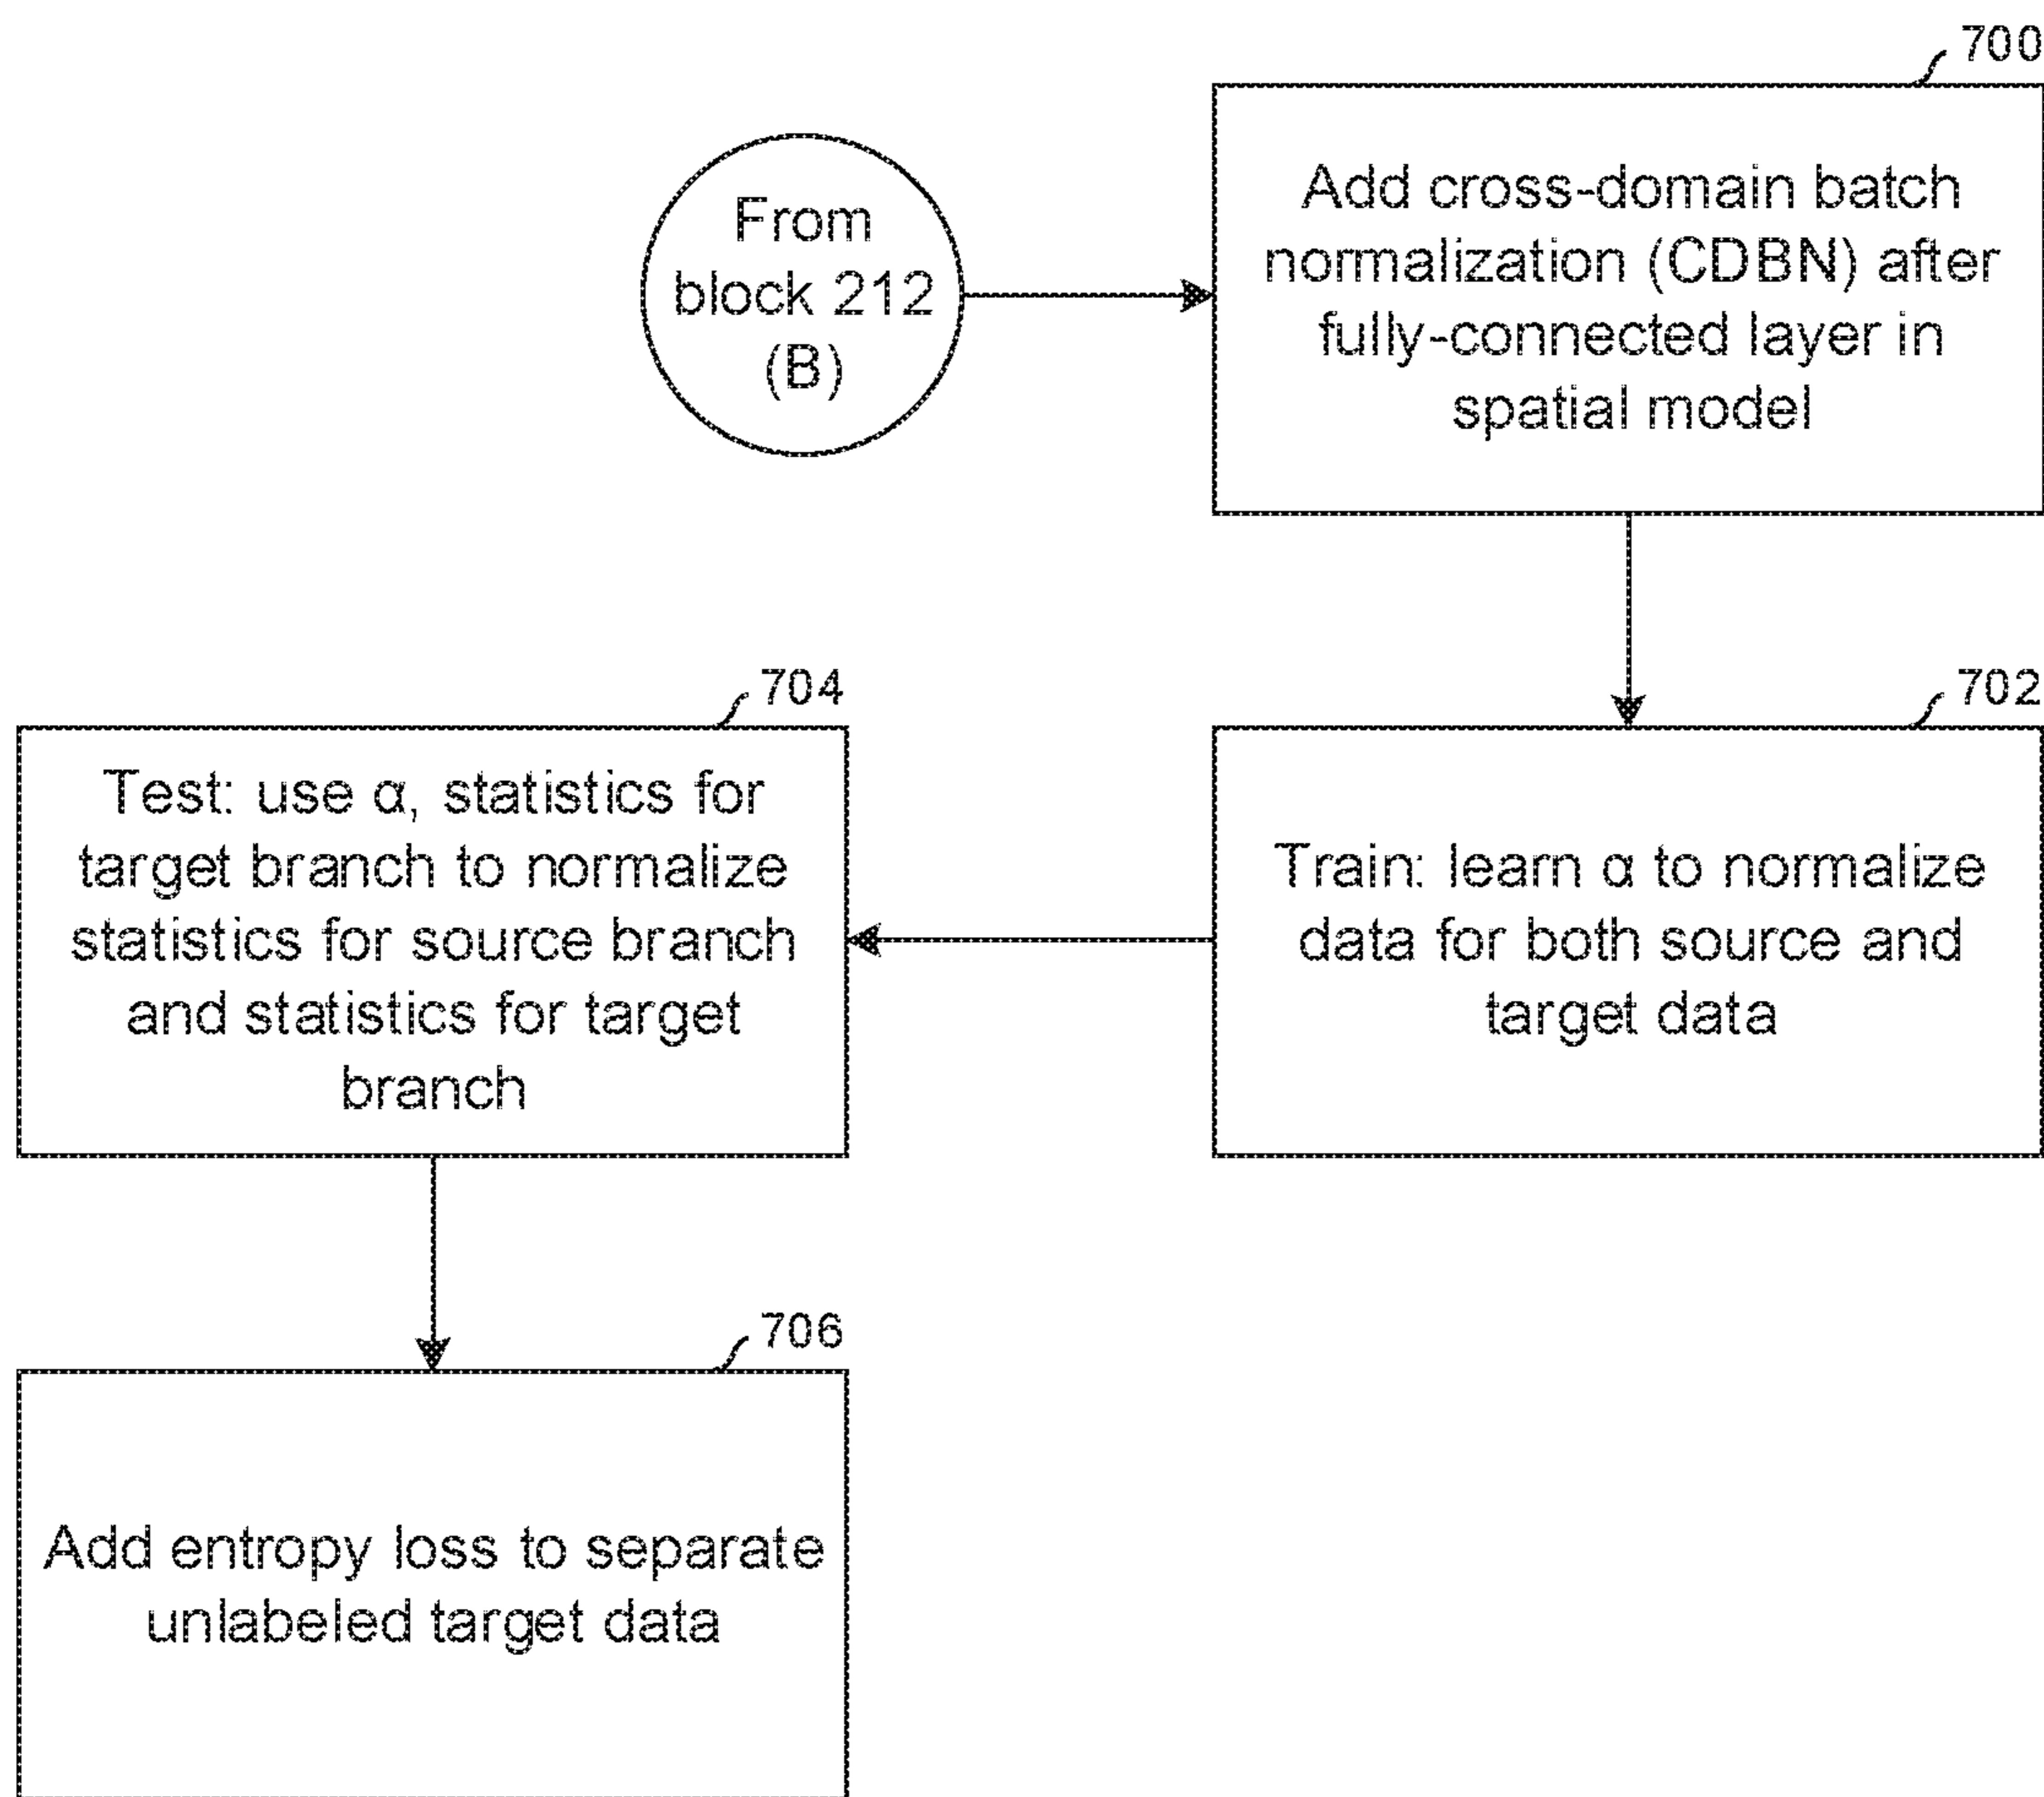 700
From
block 212
(B)
Add cross-domain batch
normalization (CDBN) after
fully-connected layer in
spatial model
704
Test: use α, statistics for
target branch to normalize
statistics for source branch
and statistics for target
branch
702
Train: learn α to normalize
data for both source and
target data
706
Add entropy loss to separate
unlabeled target data